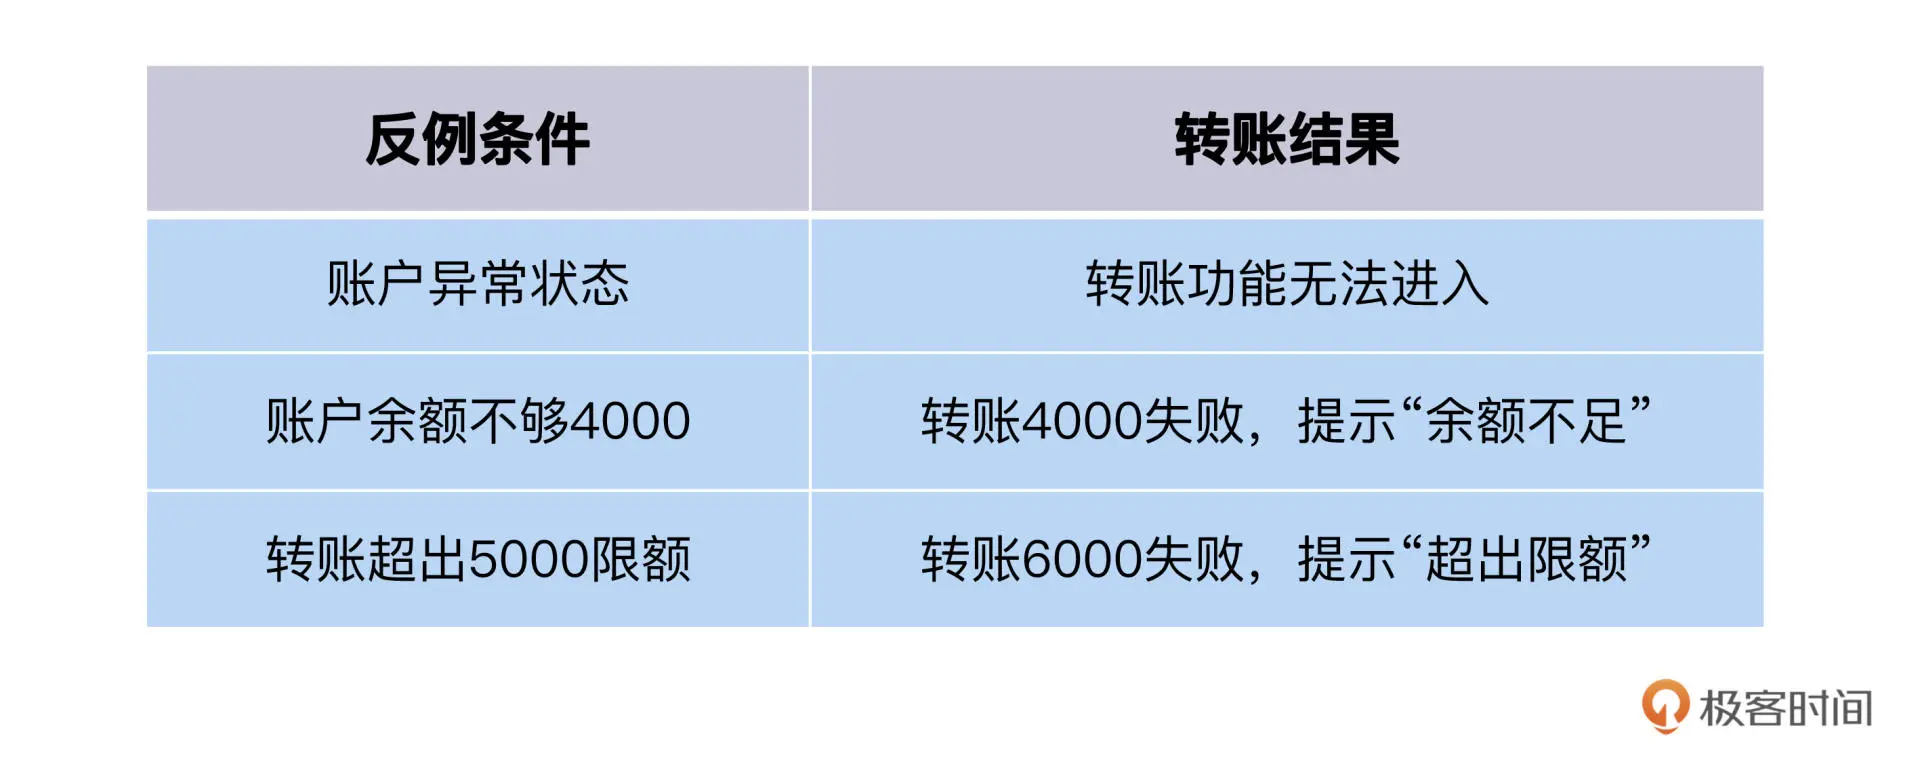 反例条件 转账结果
账户异常状态 转账功能无法进入
账户余额不够4000 转账4000失败，提示“余额不足”
转账超出5000限额 转账6000失败，提示“超出限额”
极客时间